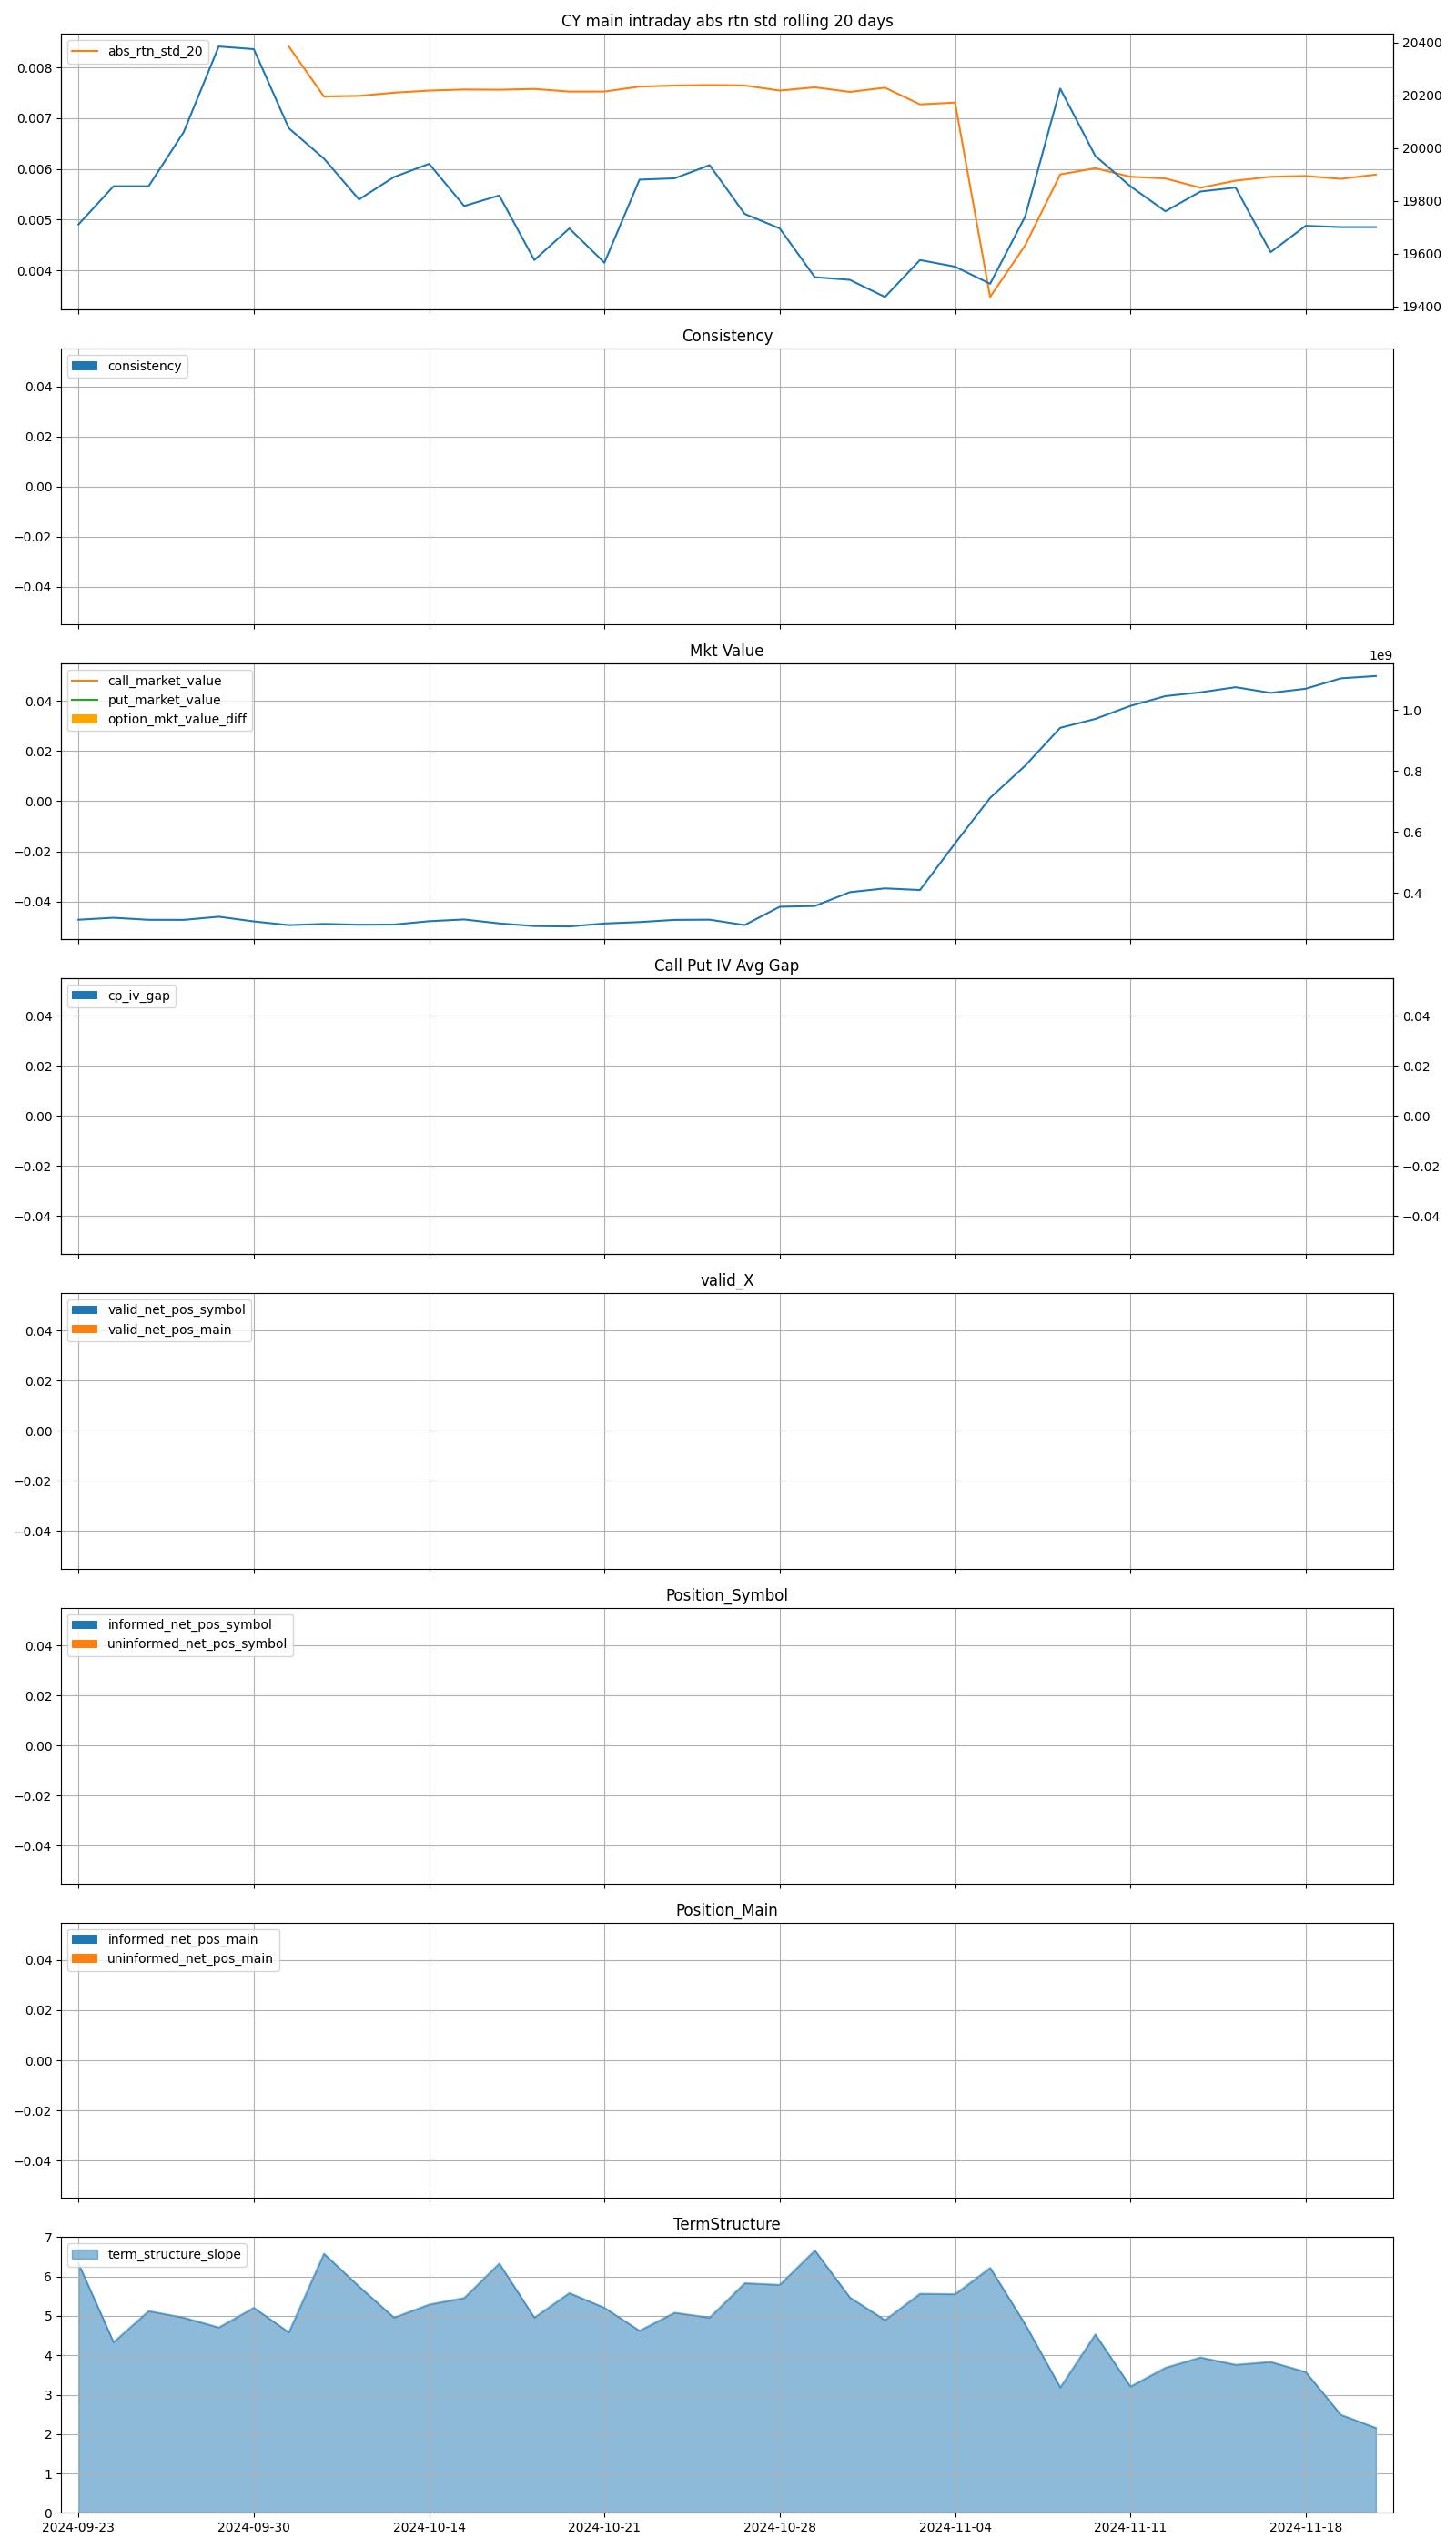 CY main intraday abs rtn std rolling 20 days
abs_rtn_std_20
0.008
0.007
0.006
0.005
0.004
20400
20200
20000
19800
19600
19400
Consistency
consistency
0.04
0.02
0.00
−0.02
−0.04
Mkt Value
1e9
call_market_value
put_market_value
option_mkt_value_diff
0.04
0.02
0.00
−0.02
−0.04
1.0
0.8
0.6
0.4
Call Put IV Avg Gap
cp_iv_gap
0.04
0.02
0.00
−0.02
−0.04
0.04
0.02
0.00
−0.02
−0.04
valid_X
valid_net_pos_symbol
valid_net_pos_main
0.04
0.02
0.00
−0.02
−0.04
Position_Symbol
informed_net_pos_symbol
uninformed_net_pos_symbol
0.04
0.02
0.00
−0.02
−0.04
Position_Main
informed_net_pos_main
uninformed_net_pos_main
0.04
0.02
0.00
−0.02
−0.04
TermStructure
term_structure_slope
7
6
5
4
3
2
1
0
2024-09-23 2024-09-30 2024-10-14 2024-10-21 2024-10-28 2024-11-04 2024-11-11 2024-11-18